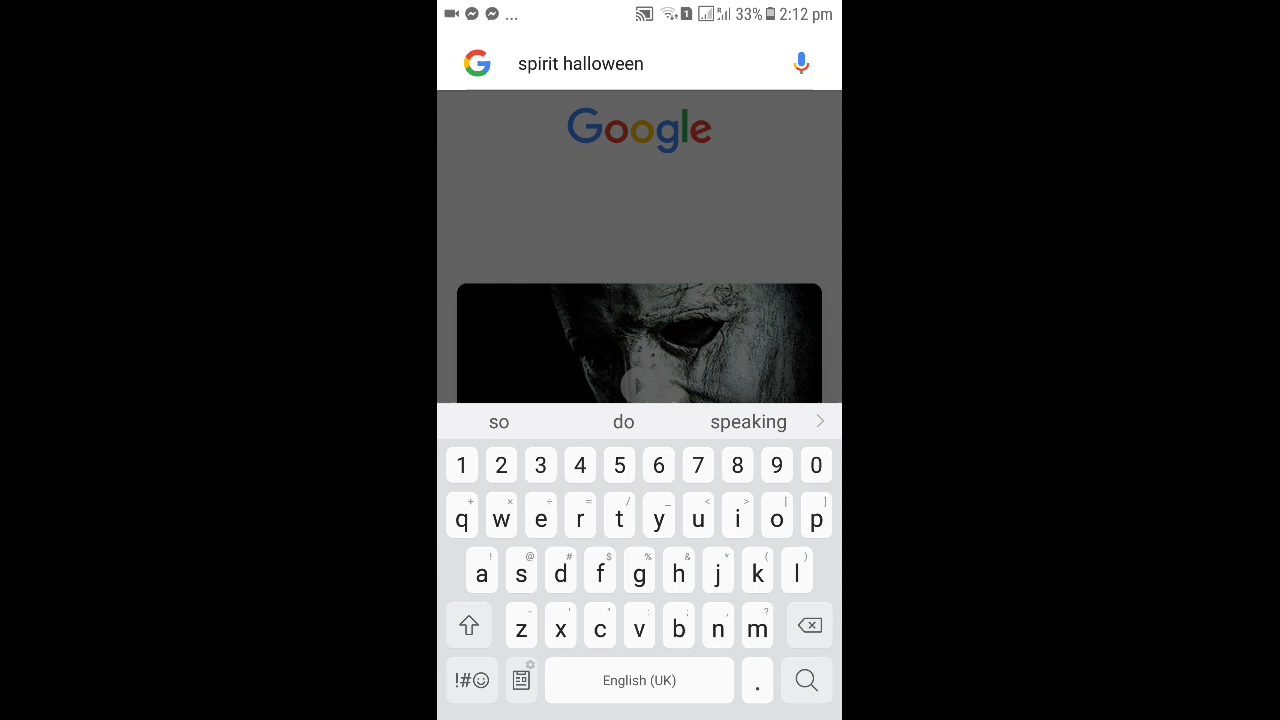 ... 1 R 33% 2:12 pm
G spirit halloween
Google
so do speaking
1 2 3 4 5 6 7 8 9 0
+ × ÷ = / _ < > [ ]
q w e r t y u i o p
! @ # $ % & * ( )
a s d f g h j k l
- ' " : ; , ?
z x c v b n m
!#☺ English (UK) .